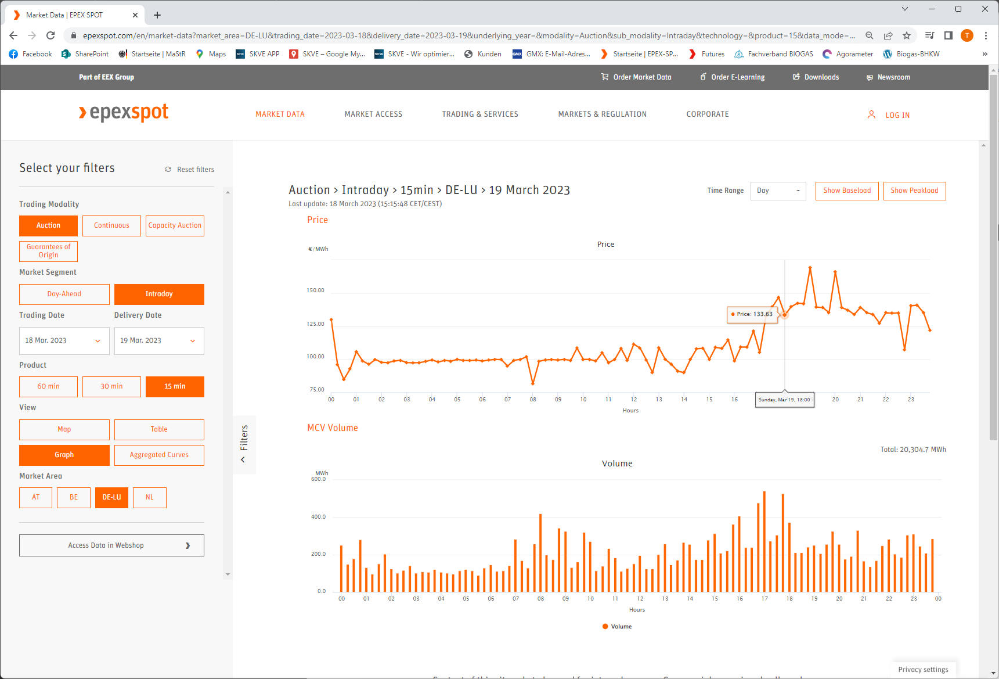 Market Data | EPEX SPOT
epexspot.com/en/market-data?market_area=DE-LU&trading_date=2023-03-18&delivery_date=2023-03-19&underlying_year=&modality=Auction&sub_modality=Intraday&technology=&product=15&data_mode=...
T
Facebook SharePoint Startseite | MaStR Maps SKVE APP SKVE – Google My... SKVE - Wir optimier... Kunden GMX: E-Mail-Adres... Startseite | EPEX-SP... Futures Fachverband BIOGAS Agorameter Biogas-BHKW »
Part of EEX Group Order Market Data Order E-Learning Downloads Newsroom
epexspot MARKET DATA MARKET ACCESS TRADING & SERVICES MARKETS & REGULATION CORPORATE LOG IN
Select your filters Reset filters
Trading Modality
Auction Continuous Capacity Auction
Guarantees of
Origin
Market Segment
Day-Ahead Intraday
Trading Date Delivery Date
18 Mar. 2023 19 Mar. 2023
Product
60 min 30 min 15 min
View
Map Table
Graph Aggregated Curves
Market Area
AT BE DE-LU NL
Access Data in Webshop
Filters
Auction > Intraday > 15min > DE-LU > 19 March 2023
Time Range Day Show Baseload Show Peakload
Last update: 18 March 2023 (15:15:48 CET/CEST)
Price
Price
€/MWh
150.00
125.00
100.00
75.00
Price: 133.63
00 01 02 03 04 05 06 07 08 09 10 11 12 13 14 15 16 20 21 22 23
Sunday, Mar 19, 18:00
Hours
MCV Volume
Total: 20,304.7 MWh
Volume
MWh
600.0
400.0
200.0
0.0
00 01 02 03 04 05 06 07 08 09 10 11 12 13 14 15 16 17 18 19 20 21 22 23 00
Hours
Volume
Privacy settings